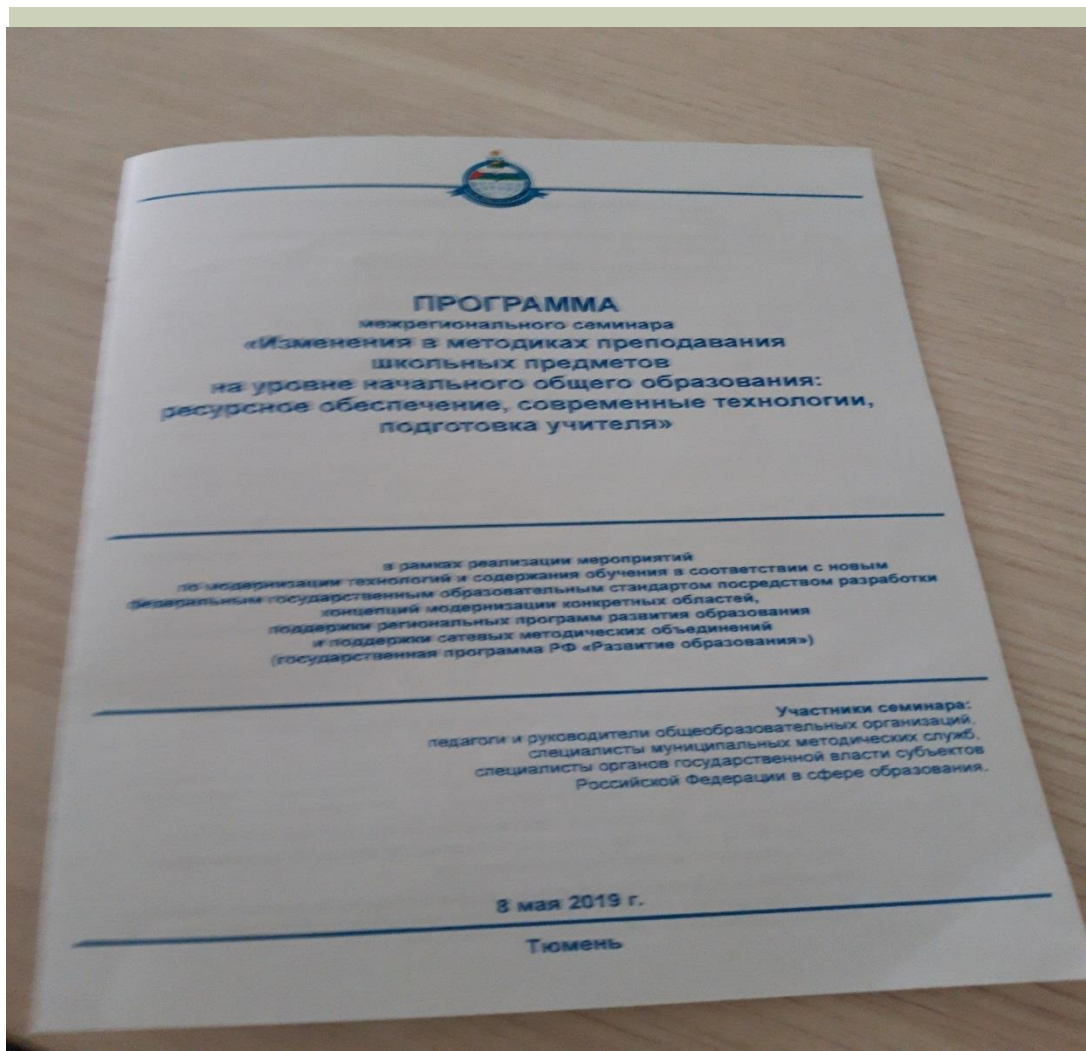 ПРОГРАММА
межрегионального семинара
«Изменения в методиках преподавания
школьных предметов
на уровне начального общего образования:
ресурсное обеспечение, современные технологии,
подготовка учителя»
в рамках реализации мероприятий
по модернизации технологий и содержания обучения в соответствии с новым
федеральным государственным образовательным стандартом посредством разработки
концепций модернизации конкретных областей,
поддержки региональных программ развития образования
и поддержки сетевых методических объединений
(государственная программа РФ «Развитие образования»)
Участники семинара:
педагоги и руководители общеобразовательных организаций,
специалисты муниципальных методических служб,
специалисты органов государственной власти субъектов
Российской Федерации в сфере образования.
8 мая 2019 г.
Тюмень